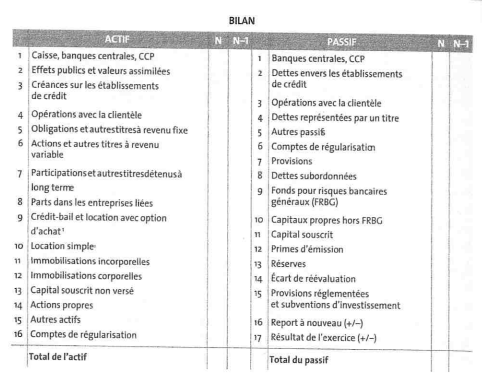 BILAN
ACTIF N N–1
1 Caisse, banques centrales, CCP
2 Effets publics et valeurs assimilées
3 Créances sur les établissements
de crédit
4 Opérations avec la clientèle
5 Obligations et autrestitresà revenu fixe
6 Actions et autres titres à revenu
variable
7 Participationsetautrestitresdétenusà
long terme
8 Parts dans les entreprises liées
9 Crédit-bail et location avec option
d'achat¹
10 Location simple
11 Immobilisations incorporelles
12 Immobilisations corporelles
13 Capital souscrit non versé
14 Actions propres
15 Autres actifs
16 Comptes de régularisation
Total de l'actif
PASSIF N N–1
1 Banques centrales, CCP
2 Dettes envers les établissements
de crédit
3 Opérations avec la clientèle
4 Dettes représentées par un titre
5 Autres passifs
6 Comptes de régularisation
7 Provisions
8 Dettes subordonnées
9 Fonds pour risques bancaires
généraux (FRBG)
10 Capitaux propres hors FRBG
11 Capital souscrit
12 Primes d'émission
13 Réserves
14 Écart de réévaluation
15 Provisions réglementées
et subventions d'investissement
16 Report à nouveau (+/–)
17 Résultat de l'exercice (+/–)
Total du passif